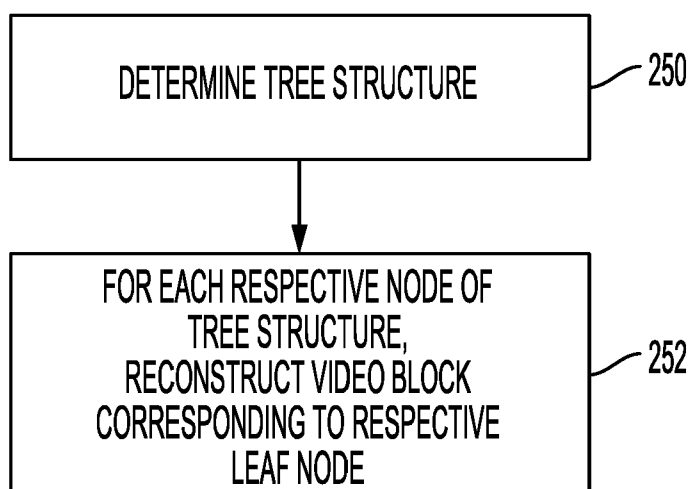 DETERMINE TREE STRUCTURE
250
FOR EACH RESPECTIVE NODE OF
TREE STRUCTURE,
RECONSTRUCT VIDEO BLOCK
CORRESPONDING TO RESPECTIVE
LEAF NODE
252